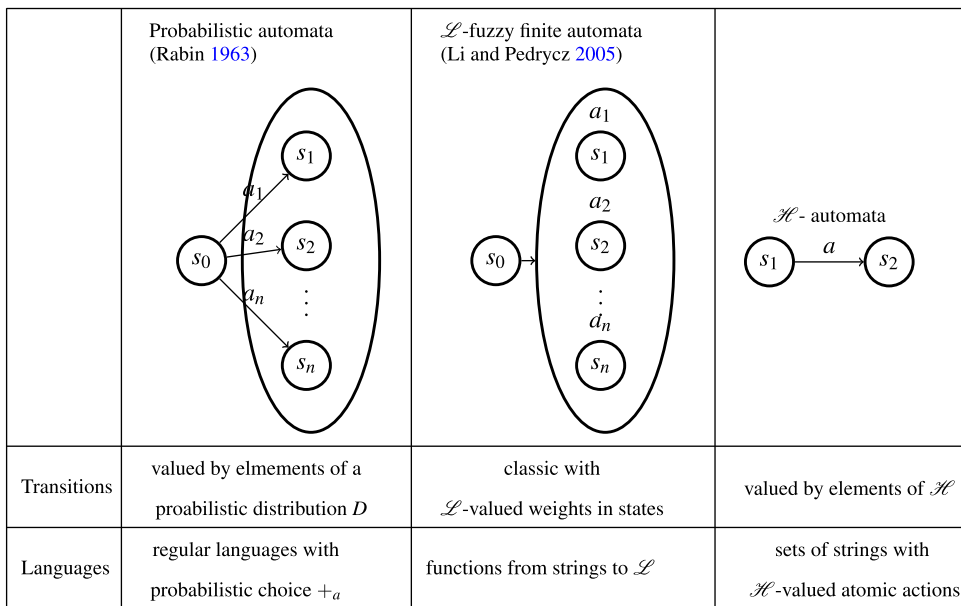 Probabilistic automata
(Rabin 1963)
a₁
s₁
a₂
s₀
s₂
⋮
aₙ
sₙ
ℒ-fuzzy finite automata
(Li and Pedrycz 2005)
a₁
s₁
a₂
s₀
s₂
⋮
aₙ
sₙ
ℋ- automata
s₁
a
s₂
Transitions
valued by elmements of a
proabilistic distribution D
classic with
ℒ-valued weights in states
valued by elements of ℋ
Languages
regular languages with
probabilistic choice +ₐ
functions from strings to ℒ
sets of strings with
ℋ-valued atomic actions